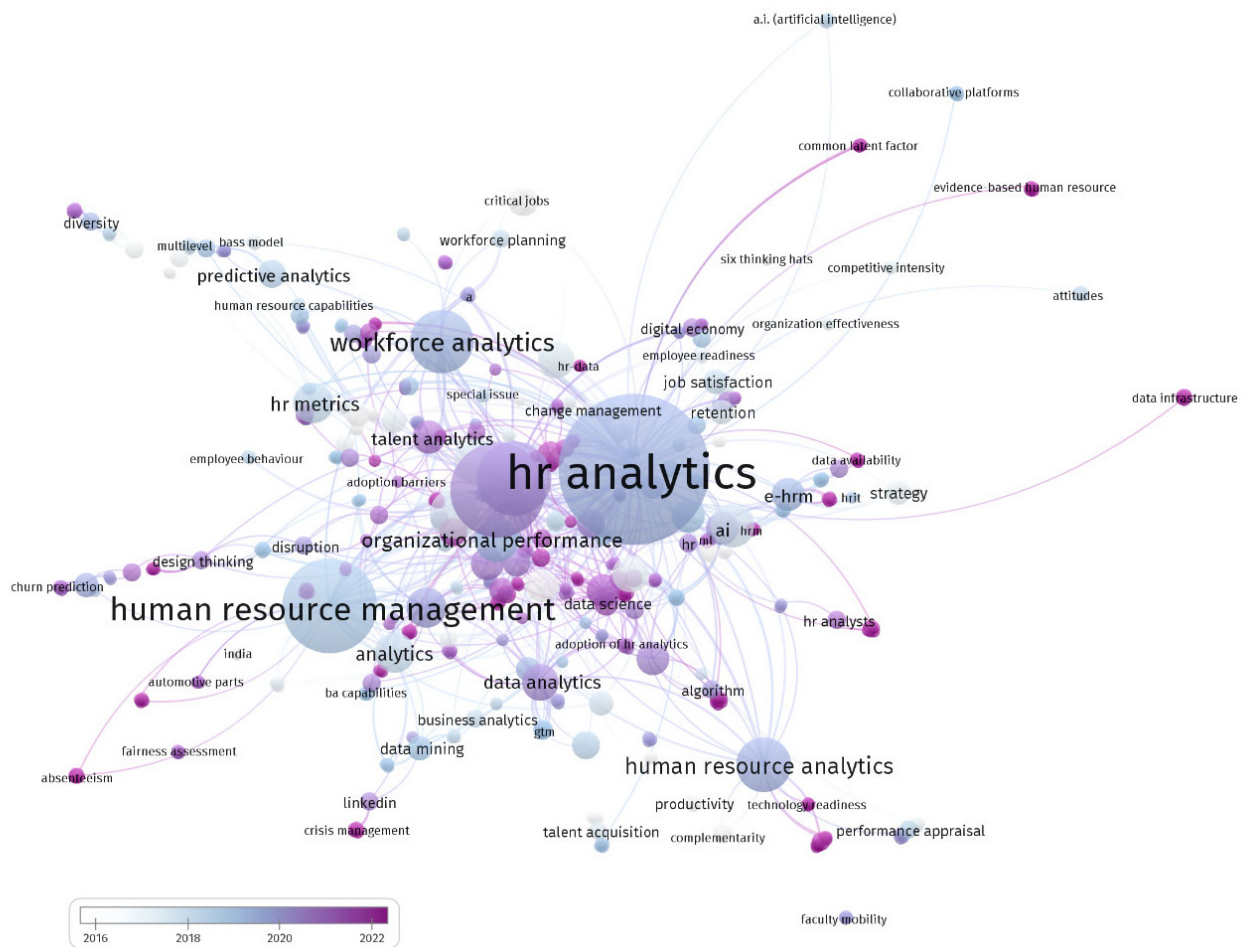 a.i. (artificial intelligence)
collaborative platforms
common latent factor
evidence-based human resource
critical jobs
diversity
multilevel
bass model
workforce planning
six thinking hats
competitive intensity
predictive analytics
attitudes
a
human resource capabilities
digital economy
organization effectiveness
workforce analytics
employee readiness
hr data
job satisfaction
special issue
data infrastructure
hr metrics
change management
retention
talent analytics
employee behaviour
data availability
hr analytics
adoption barriers
e-hrm
hrit
strategy
ai
hrm
organizational performance
hr
ml
disruption
design thinking
churn prediction
human resource management
data science
hr analysts
adoption of hr analytics
india
analytics
automotive parts
data analytics
ba capabilities
algorithm
business analytics
gtm
fairness assessment
data mining
human resource analytics
absenteeism
linkedin
productivity
technology readiness
crisis management
talent acquisition
complementarity
performance appraisal
faculty mobility
2016
2018
2020
2022